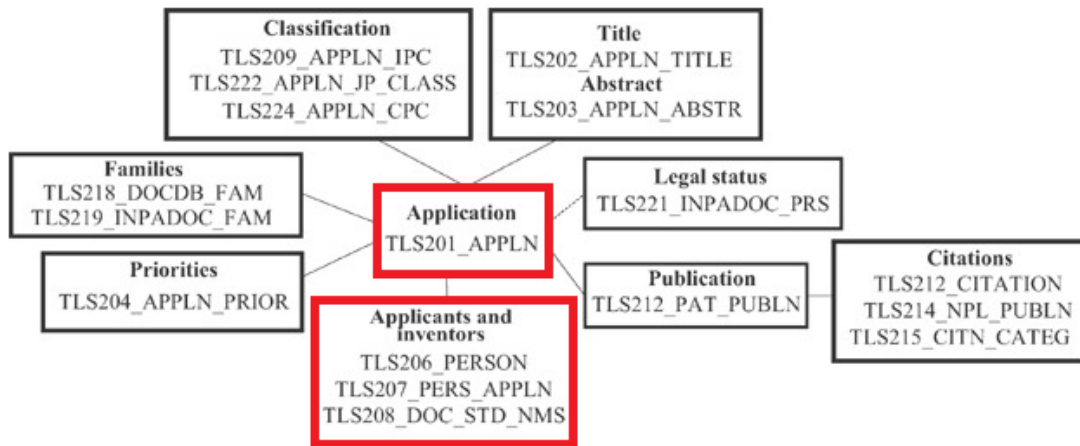 Classification
TLS209_APPLN_IPC
TLS222_APPLN_JP_CLASS
TLS224_APPLN_CPC
Title
TLS202_APPLN_TITLE
Abstract
TLS203_APPLN_ABSTR
Families
TLS218_DOCDB_FAM
TLS219_INPADOC_FAM
Application
TLS201_APPLN
Legal status
TLS221_INPADOC_PRS
Priorities
TLS204_APPLN_PRIOR
Publication
TLS212_PAT_PUBLN
Citations
TLS212_CITATION
TLS214_NPL_PUBLN
TLS215_CITN_CATEG
Applicants and
inventors
TLS206_PERSON
TLS207_PERS_APPLN
TLS208_DOC_STD_NMS